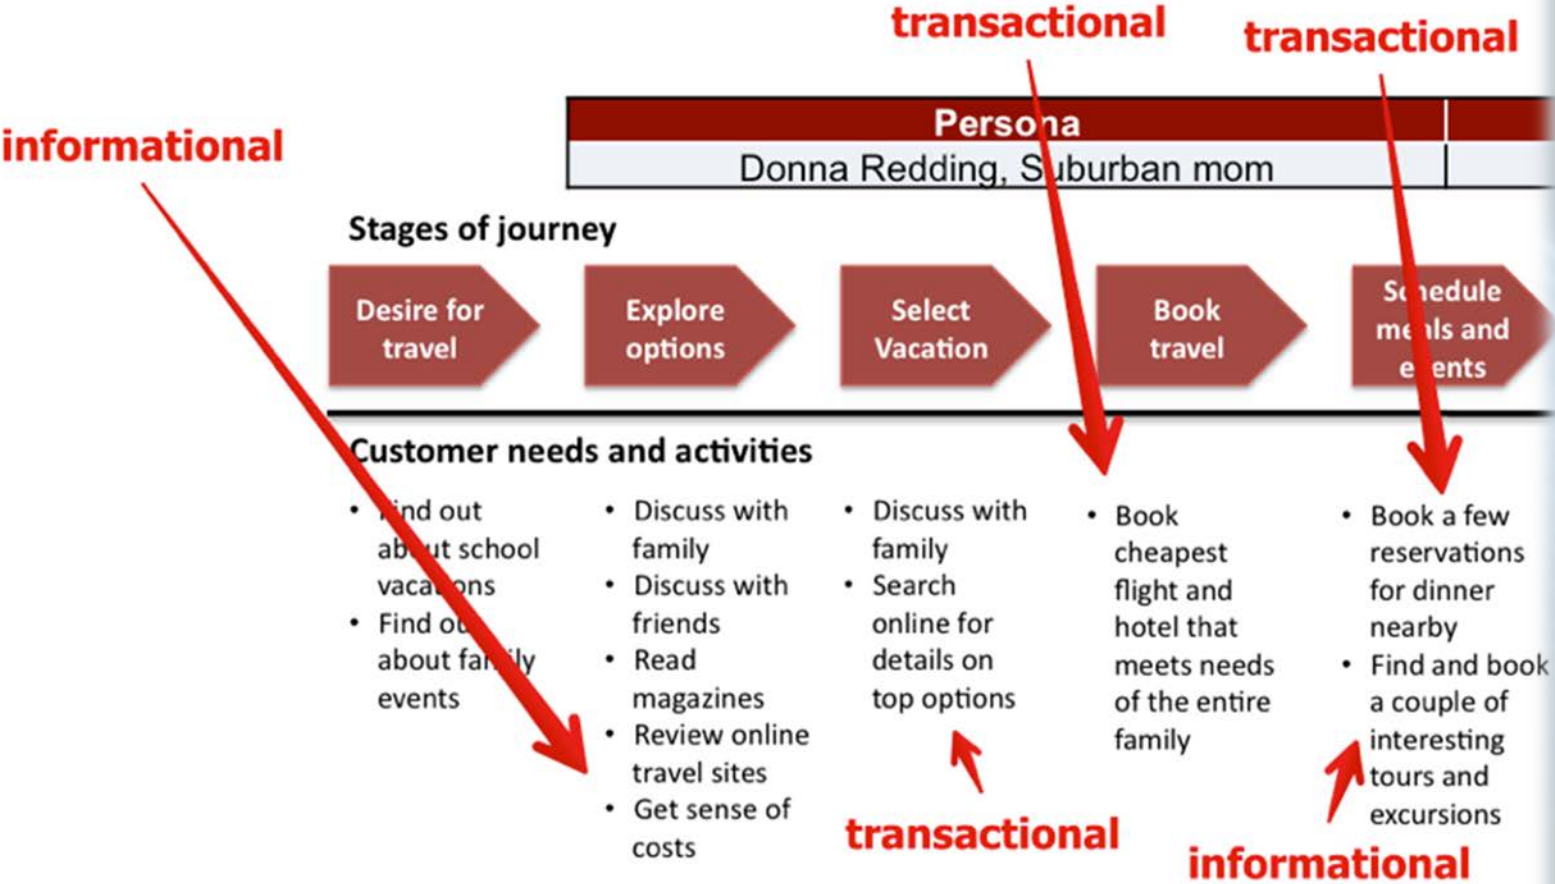 transactional
transactional
informational
Persona
Donna Redding, Suburban mom
Stages of journey
Desire for
travel
Explore
options
Select
Vacation
Book
travel
Schedule
meals and
events
Customer needs and activities
• Find out
about school
vacations
• Find out
about family
events
• Discuss with
family
• Discuss with
friends
• Read
magazines
• Review online
travel sites
• Get sense of
costs
• Discuss with
family
• Search
online for
details on
top options
• Book
cheapest
flight and
hotel that
meets needs
of the entire
family
• Book a few
reservations
for dinner
nearby
• Find and book
a couple of
interesting
tours and
excursions
transactional
informational